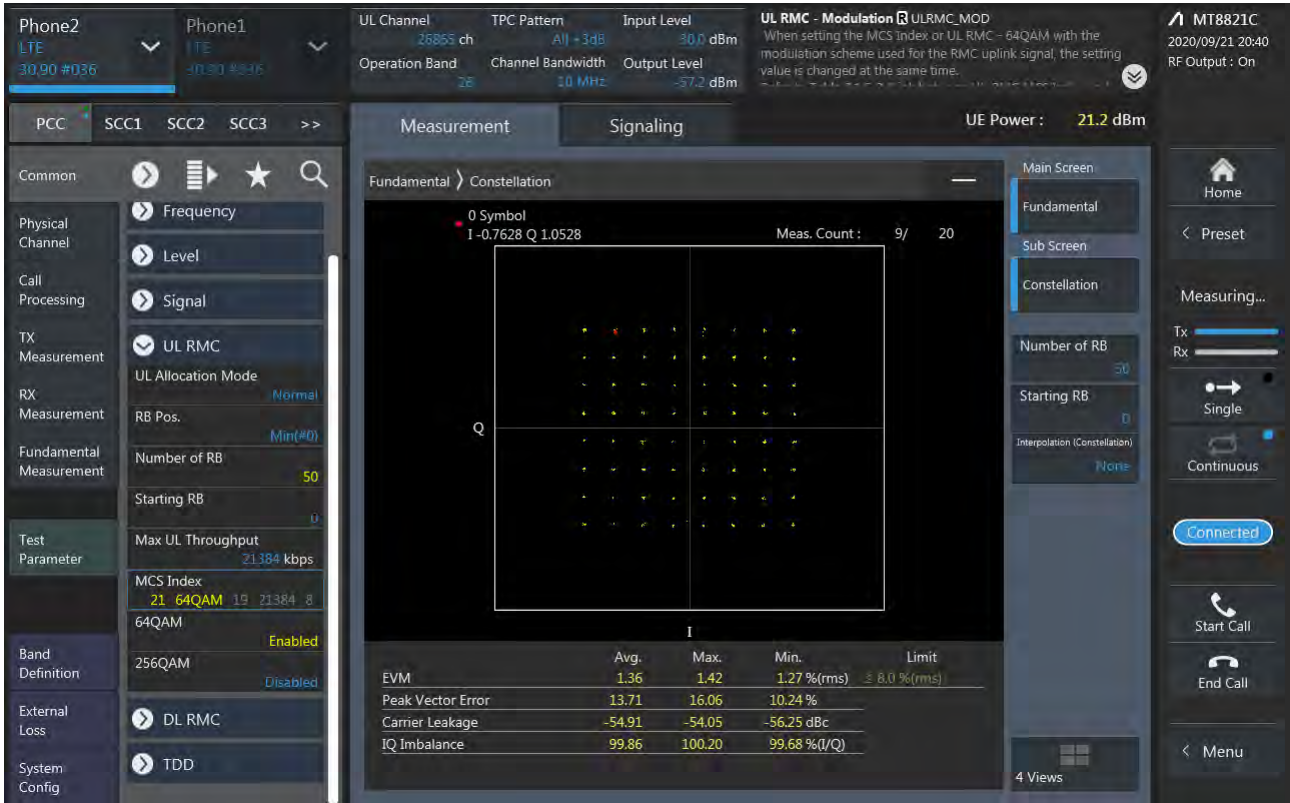 Phone2
LTE
30.90 #036
Phone1
LTE
30.90 #036
UL Channel
26865 ch
Operation Band
26
TPC Pattern
All +3dB
Channel Bandwidth
10 MHz
Input Level
30.0 dBm
Output Level
-57.2 dBm
UL RMC - Modulation R ULRMC_MOD
When setting the MCS Index or UL RMC - 64QAM with the
modulation scheme used for the RMC uplink signal, the setting
value is changed at the same time.
MT8821C
2020/09/21 20:40
RF Output : On
PCC SCC1 SCC2 SCC3 >>
Measurement
Signaling
UE Power : 21.2 dBm
Common
Physical
Channel
Call
Processing
TX
Measurement
RX
Measurement
Fundamental
Measurement
Test
Parameter
Band
Definition
External
Loss
System
Config
Frequency
Level
Signal
UL RMC
UL Allocation Mode
Normal
RB Pos.
Min(#0)
Number of RB
50
Starting RB
0
Max UL Throughput
21384 kbps
MCS Index
21 64QAM 19 21384 8
64QAM
Enabled
256QAM
Disabled
DL RMC
TDD
Fundamental 〉 Constellation
0 Symbol
I -0.7628 Q 1.0528
Meas. Count : 9/ 20
Q
I
Avg. Max. Min. Limit
EVM 1.36 1.42 1.27 %(rms) ≤ 8.0 %(rms)
Peak Vector Error 13.71 16.06 10.24 %
Carrier Leakage -54.91 -54.05 -56.25 dBc
IQ Imbalance 99.86 100.20 99.68 %(I/Q)
Main Screen
Fundamental
Sub Screen
Constellation
Number of RB
50
Starting RB
0
Interpolation (Constellation)
None
4 Views
Home
< Preset
Measuring...
Tx
Rx
Single
Continuous
Connected
Start Call
End Call
< Menu